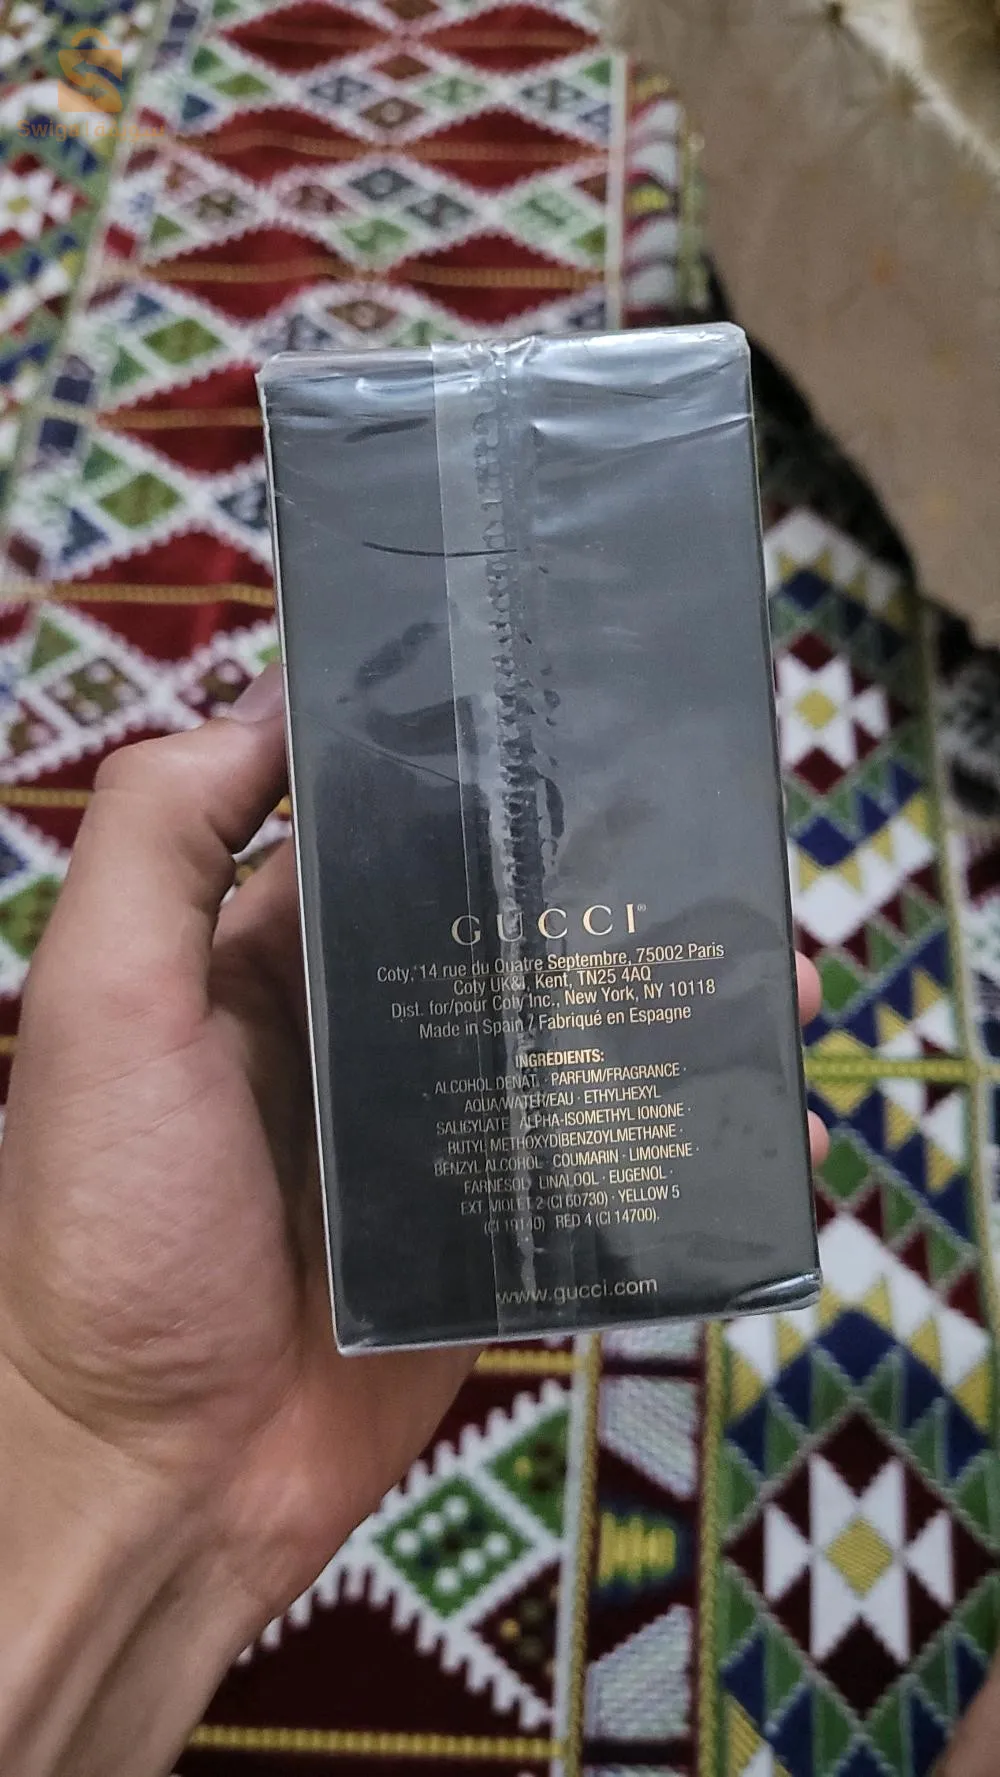 GUCCI®
Coty, 14 rue du Quatre Septembre, 75002 Paris
Coty UK&I, Kent, TN25 4AQ
Dist. for/pour Coty Inc., New York, NY 10118
Made in Spain / Fabriqué en Espagne
INGREDIENTS:
ALCOHOL DENAT. · PARFUM/FRAGRANCE ·
AQUA/WATER/EAU · ETHYLHEXYL
SALICYLATE · ALPHA-ISOMETHYL IONONE ·
BUTYL METHOXYDIBENZOYLMETHANE ·
BENZYL ALCOHOL · COUMARIN · LIMONENE ·
FARNESOL · LINALOOL · EUGENOL ·
EXT. VIOLET 2 (CI 60730) · YELLOW 5
(CI 19140) · RED 4 (CI 14700).
www.gucci.com